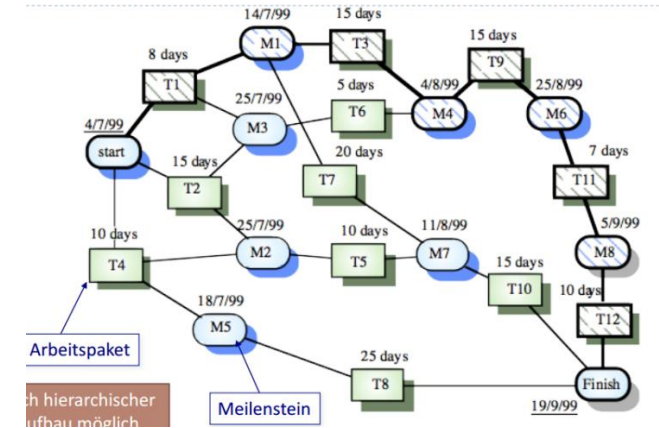 14/7/99
15 days
M1
T3
15 days
8 days
T9
T1
5 days
4/8/99
25/8/99
25/7/99
T6
M4
M6
4/7/99
M3
start
15 days
20 days
7 days
T2
T7
T11
25/7/99
10 days
11/8/99
5/9/99
10 days
M2
T5
M7
15 days
M8
T4
T10
10 days
18/7/99
T12
M5
Arbeitspaket
25 days
T8
Finish
ch hierarchischer
ufbau möglich
Meilenstein
19/9/99